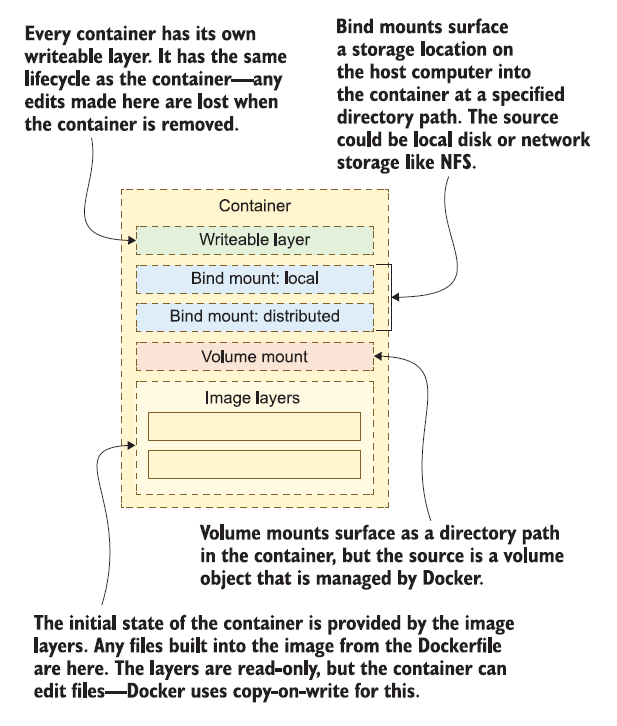 Every container has its own
writeable layer. It has the same
lifecycle as the container—any
edits made here are lost when
the container is removed.
Bind mounts surface
a storage location on
the host computer into
the container at a specified
directory path. The source
could be local disk or network
storage like NFS.
Container
Writeable layer
Bind mount: local
Bind mount: distributed
Volume mount
Image layers
Volume mounts surface as a directory path
in the container, but the source is a volume
object that is managed by Docker.
The initial state of the container is provided by the image
layers. Any files built into the image from the Dockerfile
are here. The layers are read-only, but the container can
edit files—Docker uses copy-on-write for this.